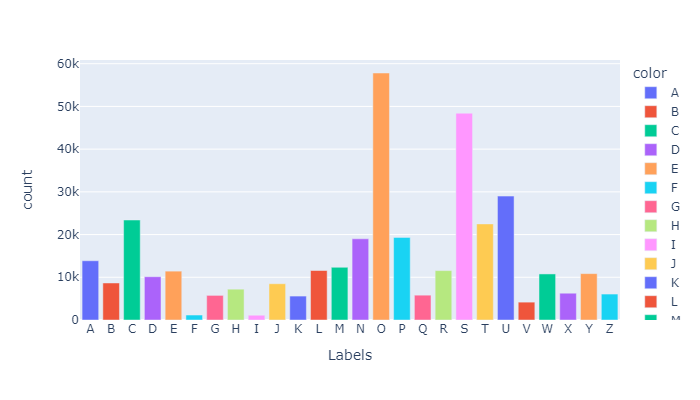 60k
50k
40k
30k
20k
10k
0
count
A B C D E F G H I J K L M N O P Q R S T U V W X Y Z
Labels
color
A
B
C
D
E
F
G
H
I
J
K
L
M